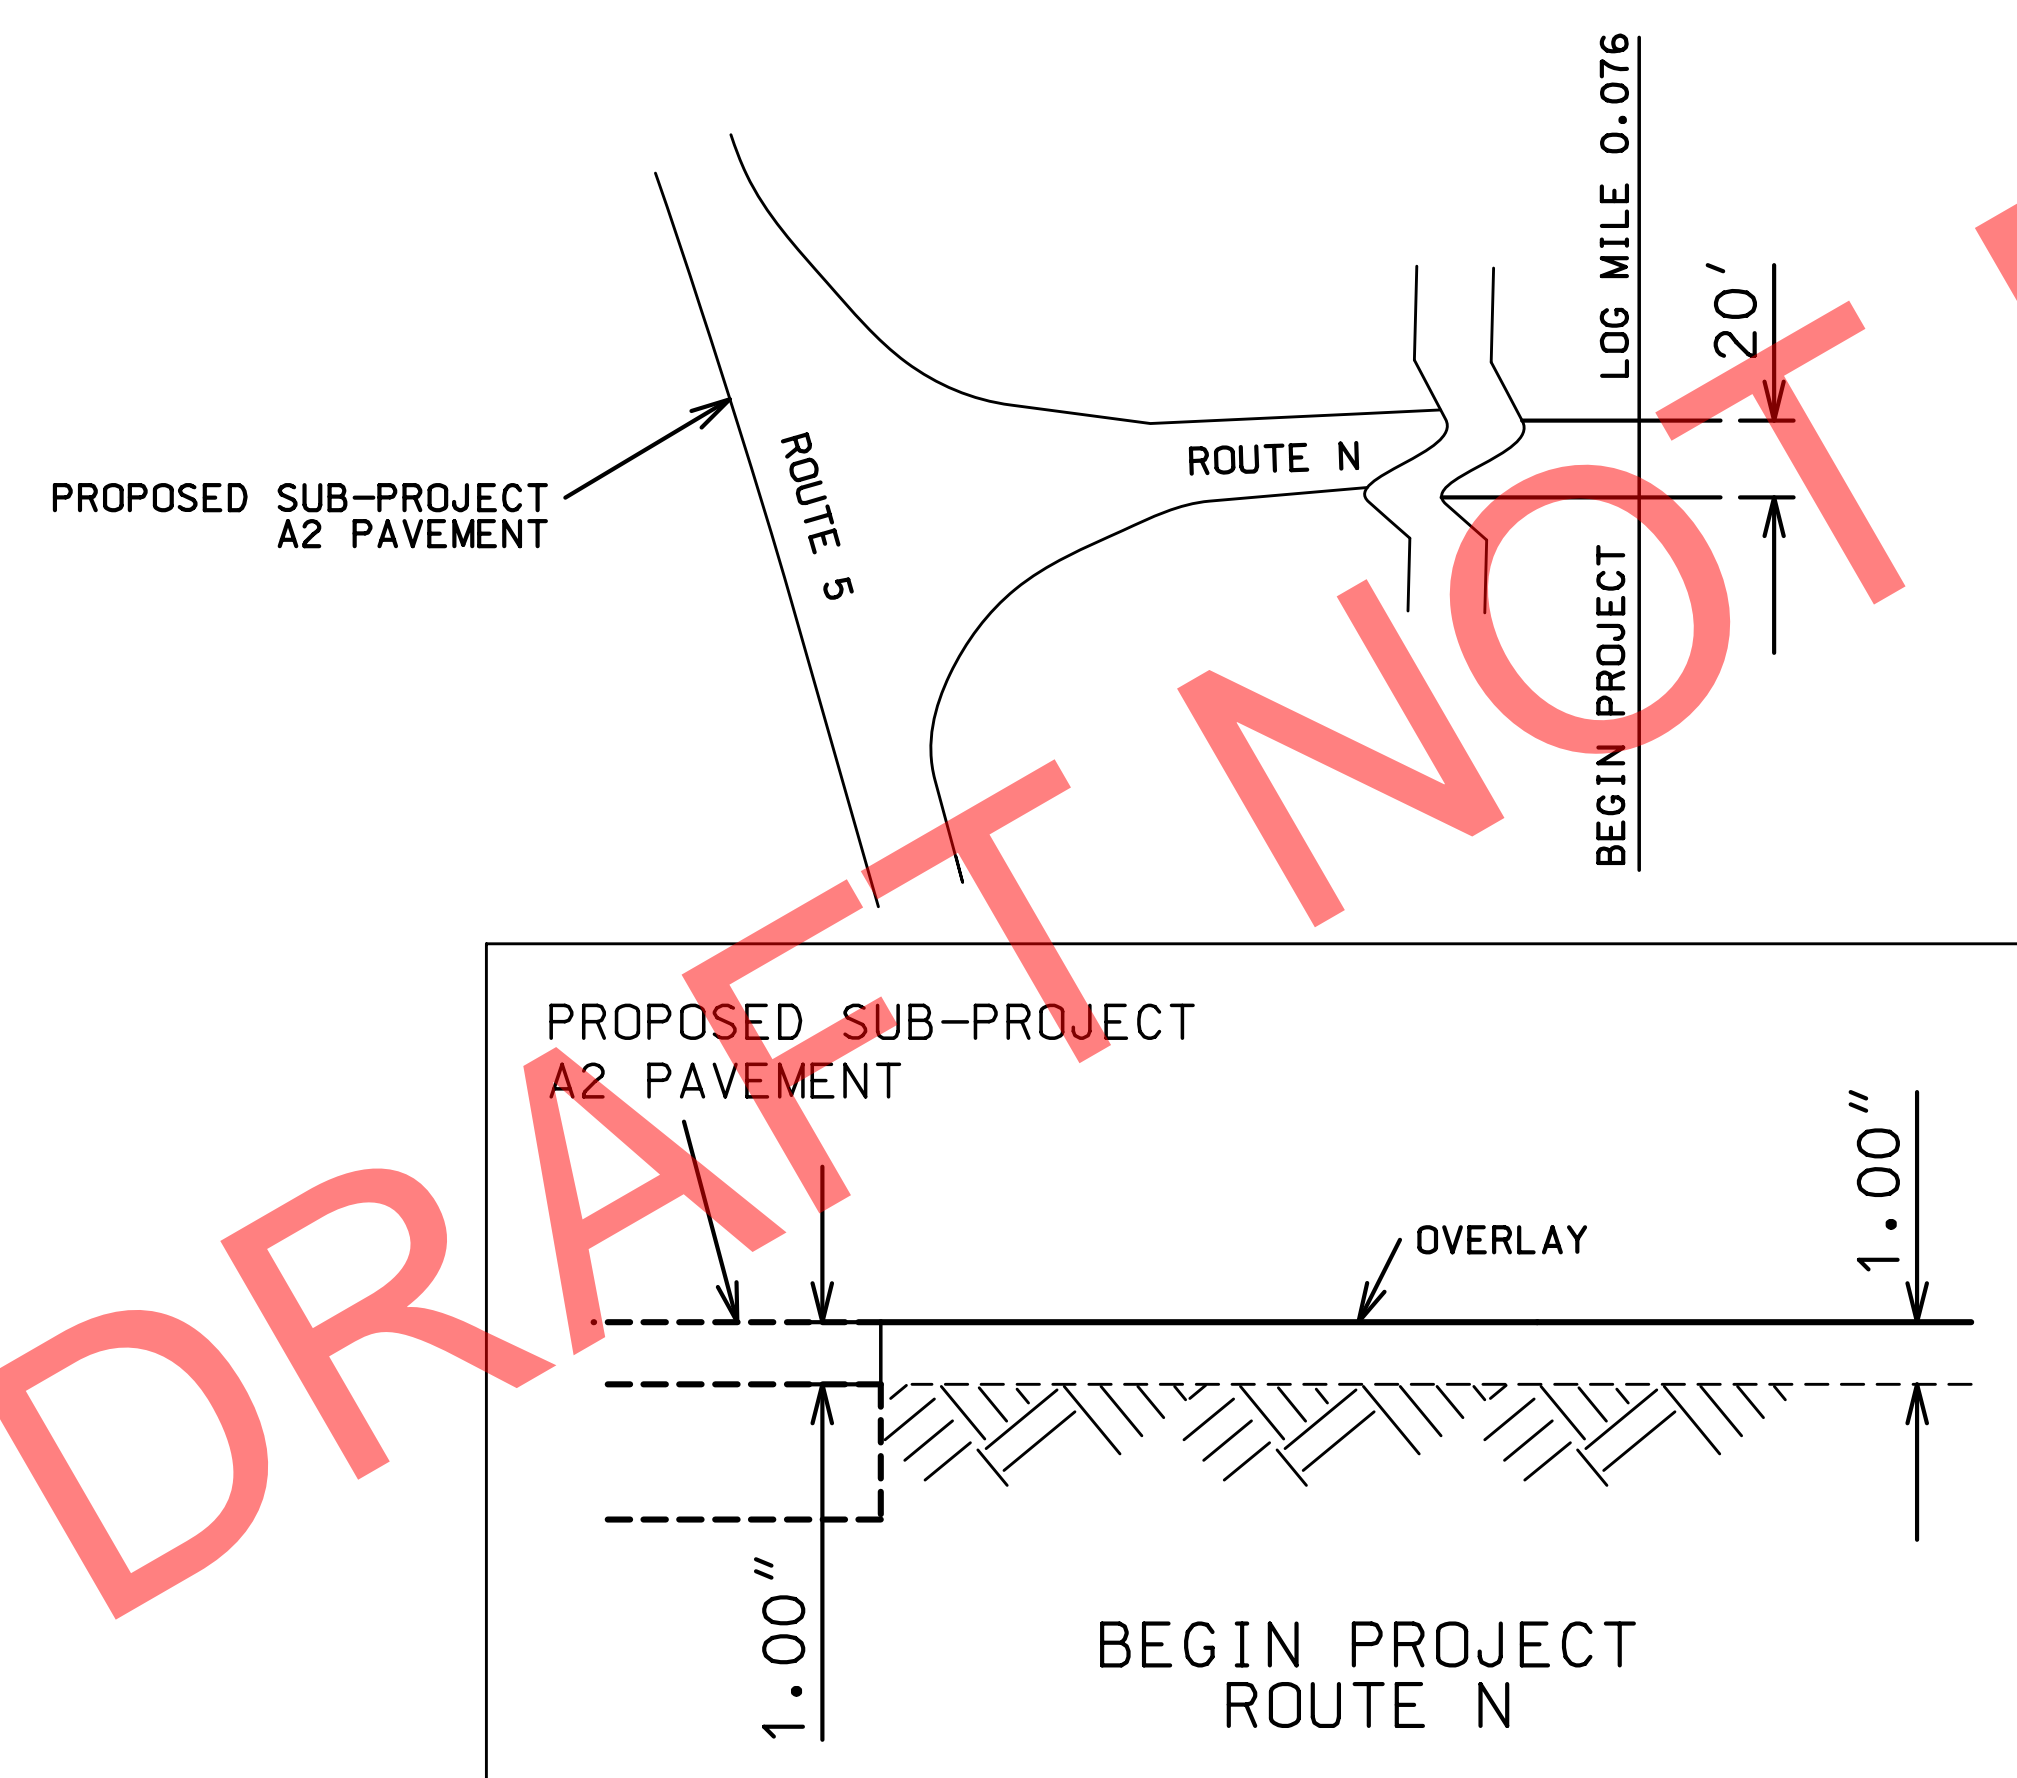 LOG MILE 0.076
20'
ROUTE N
ROUTE 5
PROPOSED SUB-PROJECT
A2 PAVEMENT
BEGIN PROJECT
DRAFT NOT
PROPOSED SUB-PROJECT
A2 PAVEMENT
1.00"
OVERLAY
1.00"
BEGIN PROJECT
ROUTE N